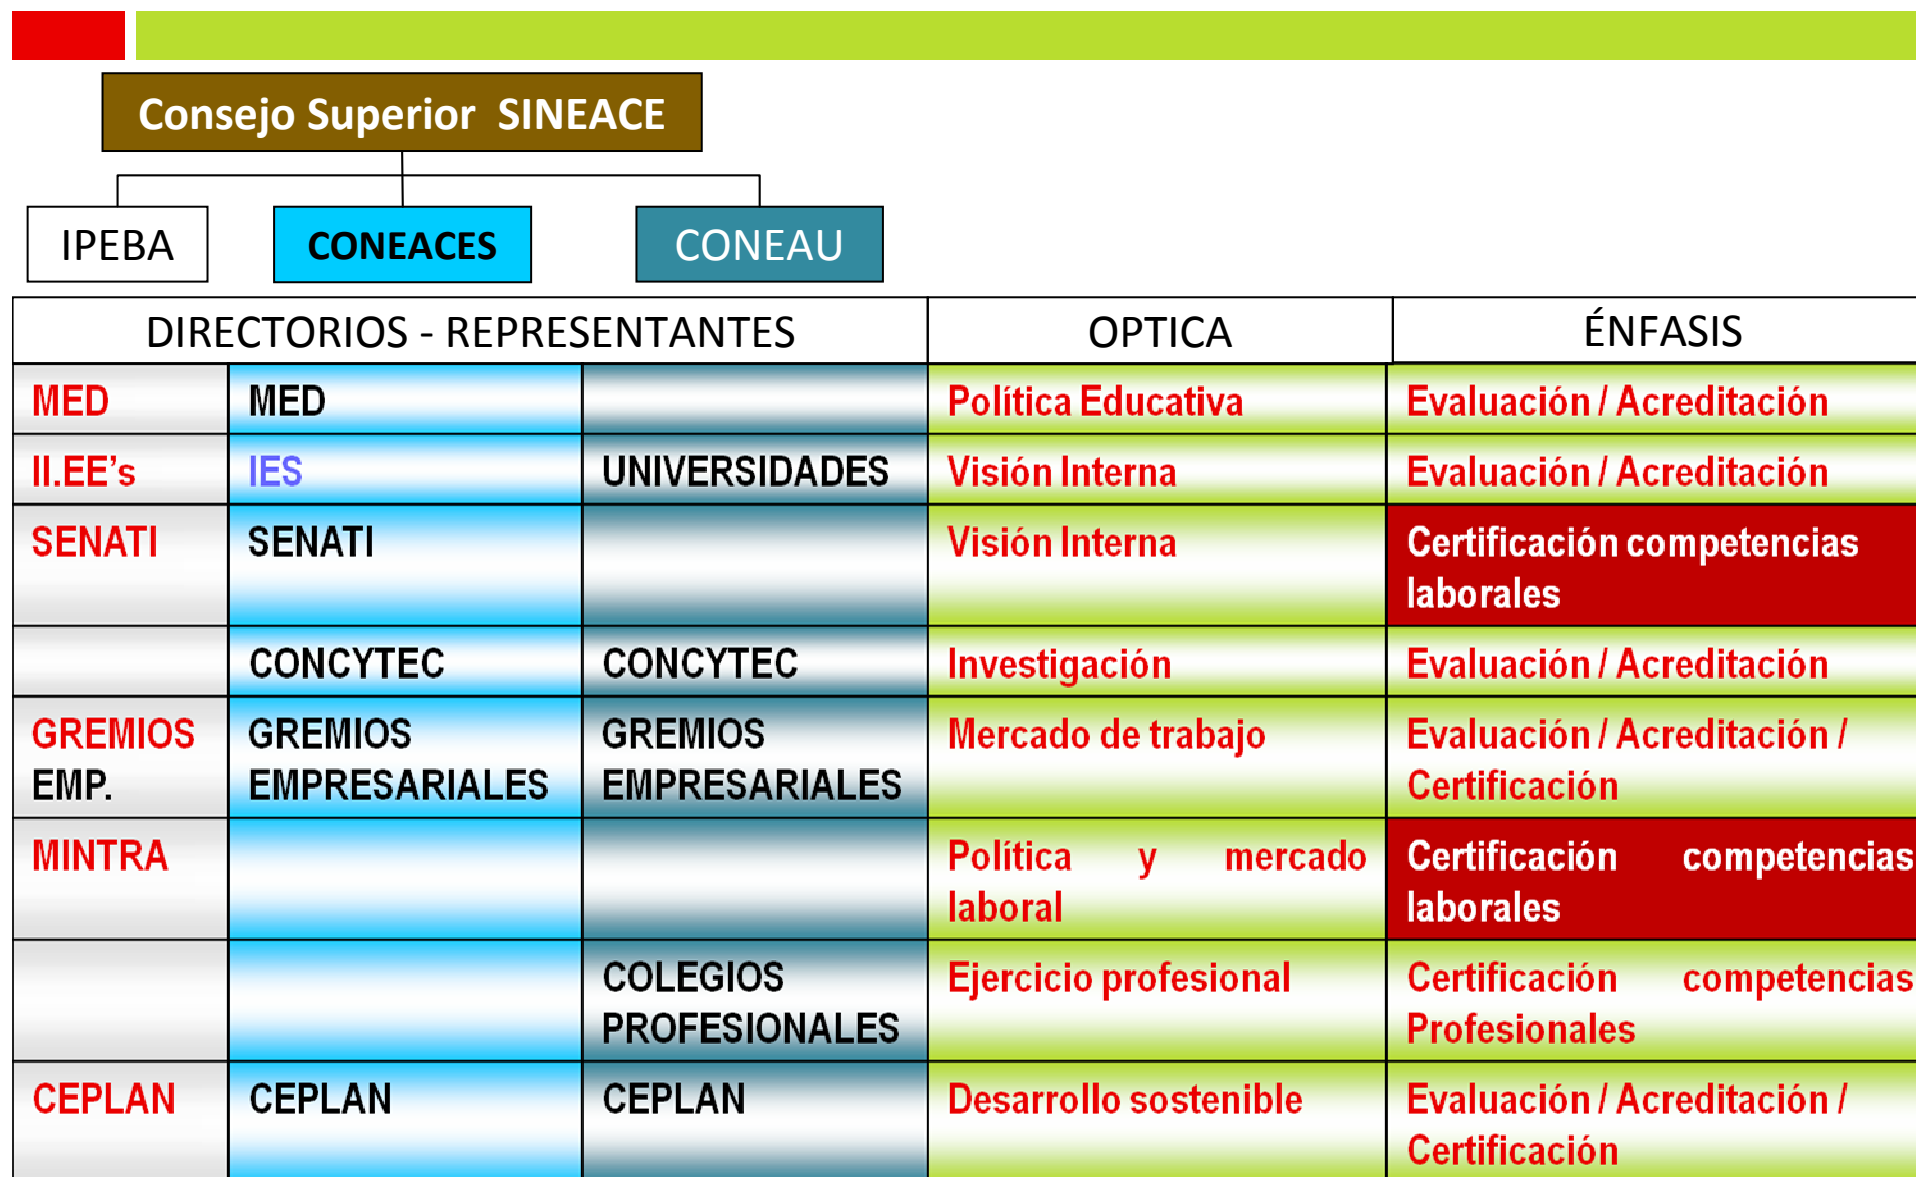 Consejo Superior  SINEACE
IPEBA
CONEACES
CONEAU
DIRECTORIOS - REPRESENTANTES
OPTICA
ÉNFASIS
MED
MED
Política Educativa
Evaluación / Acreditación
II.EE's
IES
UNIVERSIDADES
Visión Interna
Evaluación / Acreditación
SENATI
SENATI
Visión Interna
Certificación competencias
laborales
CONCYTEC
CONCYTEC
Investigación
Evaluación / Acreditación
GREMIOS
EMP.
GREMIOS
EMPRESARIALES
GREMIOS
EMPRESARIALES
Mercado de trabajo
Evaluación / Acreditación /
Certificación
MINTRA
Política y mercado
laboral
Certificación competencias
laborales
COLEGIOS
PROFESIONALES
Ejercicio profesional
Certificación competencias
Profesionales
CEPLAN
CEPLAN
CEPLAN
Desarrollo sostenible
Evaluación / Acreditación /
Certificación